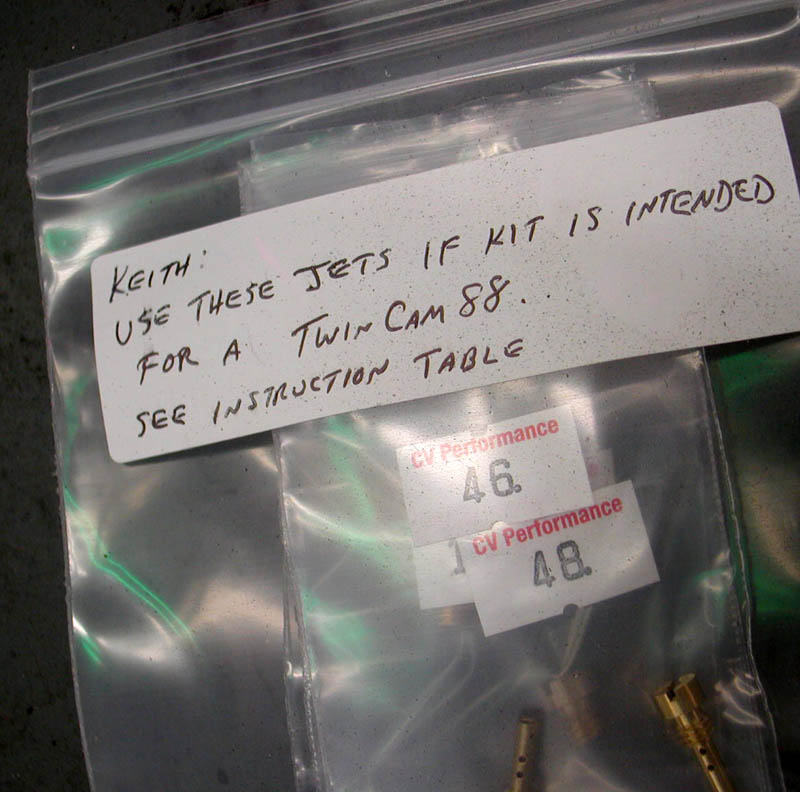 KEITH:
USE THESE JETS IF KIT IS INTENDED
FOR A TWIN CAM 88.
SEE INSTRUCTION TABLE
CV Performance
46.
CV Performance
48.